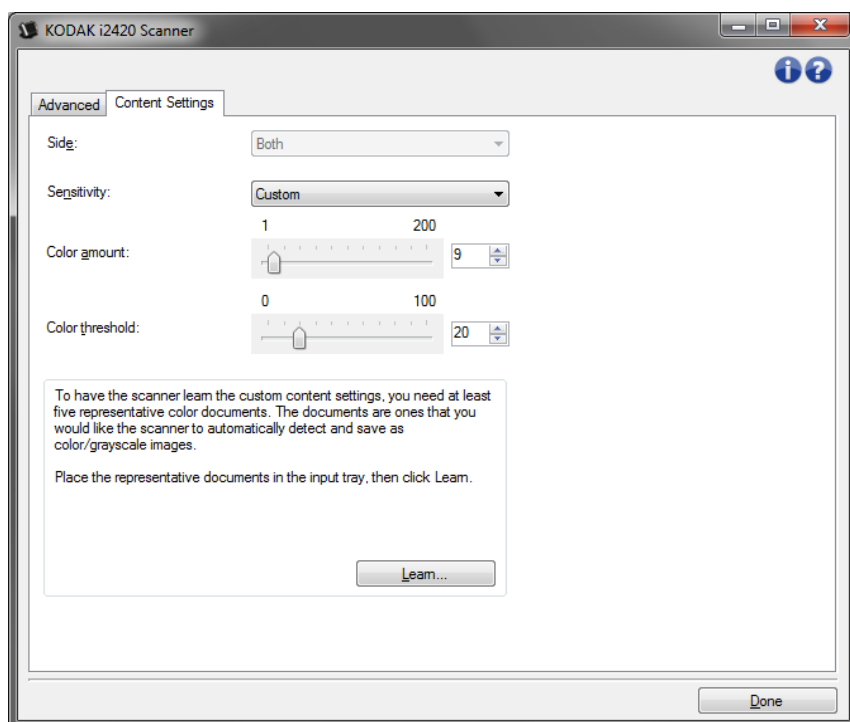 KODAK i2420 Scanner
Advanced Content Settings
Side: Both
Sensitivity: Custom
1 200
Color amount: 9
0 100
Color threshold: 20
To have the scanner learn the custom content settings, you need at least
five representative color documents. The documents are ones that you
would like the scanner to automatically detect and save as
color/grayscale images.
Place the representative documents in the input tray, then click Learn.
Learn...
Done